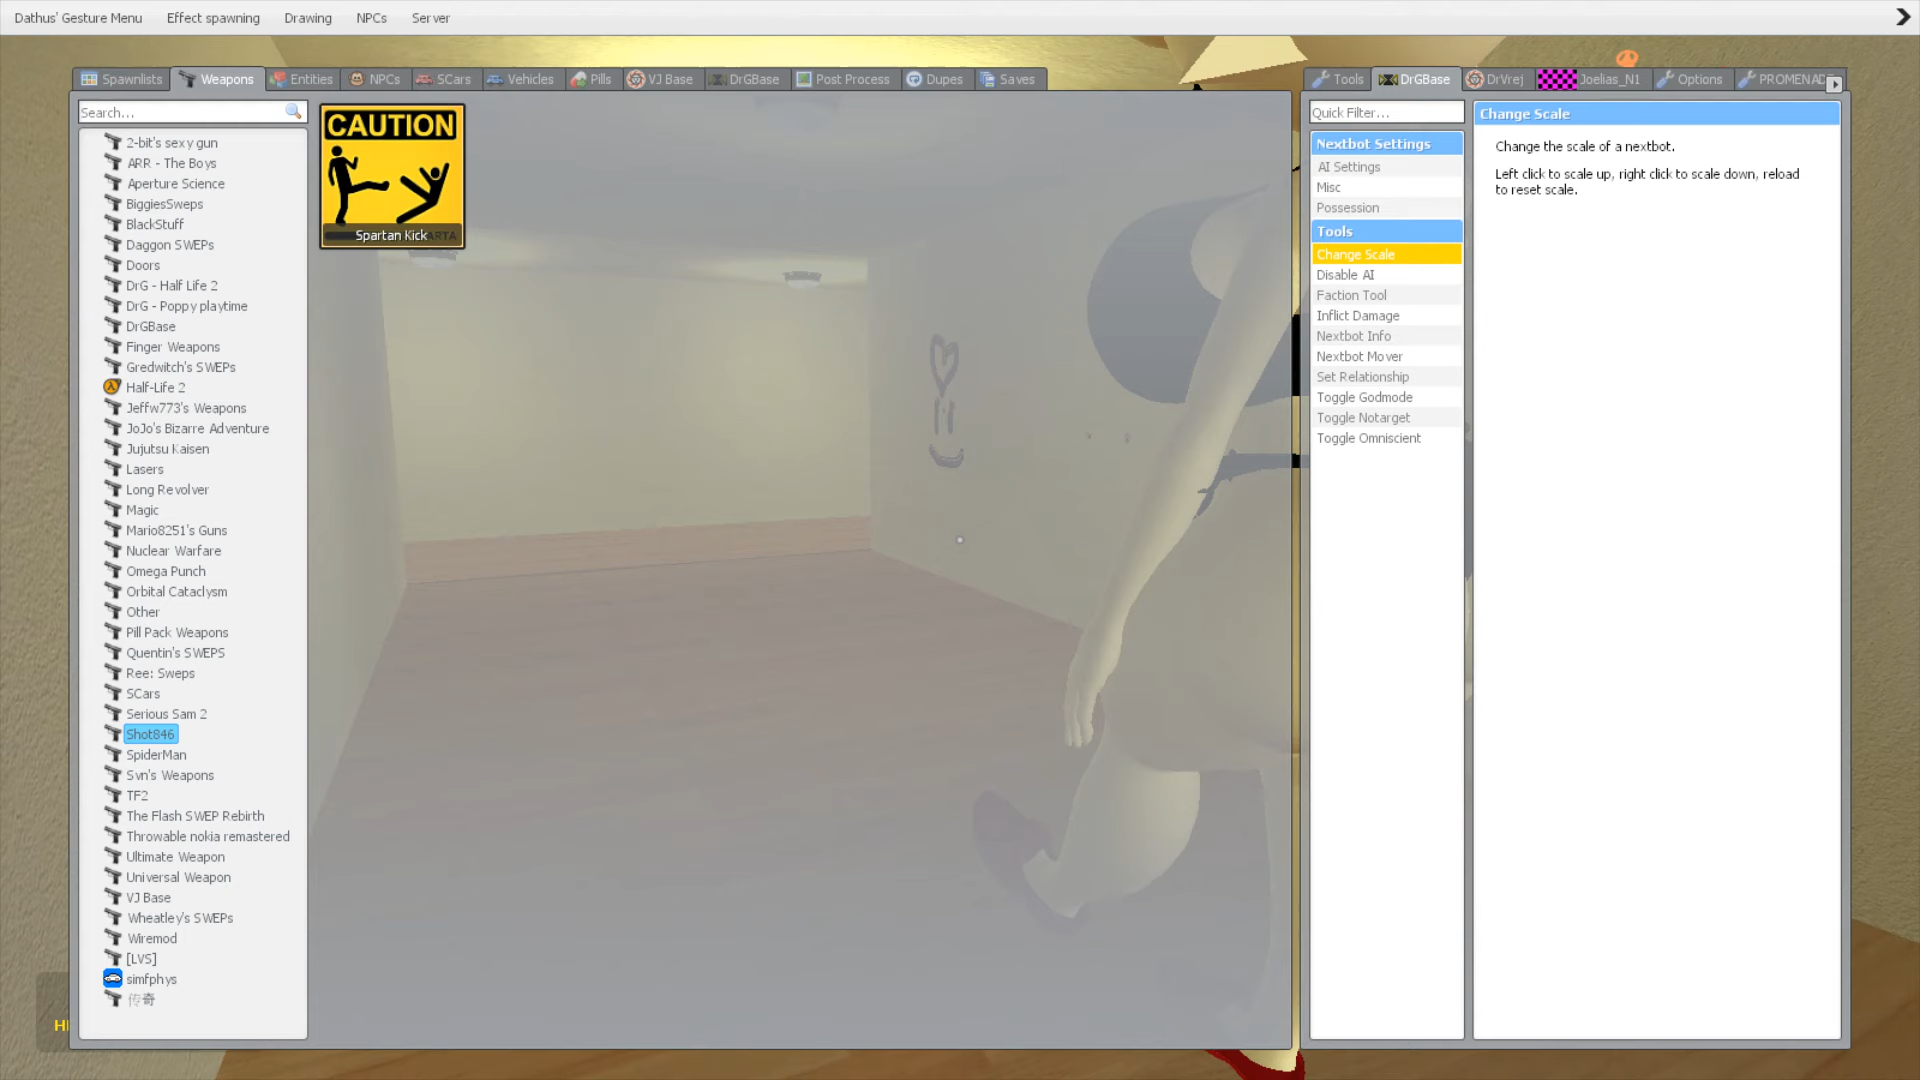 Dathus' Gesture Menu Effect spawning Drawing NPCs Server
Spawnlists Weapons Entities NPCs SCars Vehicles Pills VJ Base DrGBase Post Process Dupes Saves
Tools DrGBase DrVrej Joelias_N1 Options PROMENAD
Search...
2-bit's sexy gun
ARR - The Boys
Aperture Science
BiggiesSweps
BlackStuff
Daggon SWEPs
Doors
DrG - Half Life 2
DrG - Poppy playtime
DrGBase
Finger Weapons
Gredwitch's SWEPs
Half-Life 2
Jeffw773's Weapons
JoJo's Bizarre Adventure
Jujutsu Kaisen
Lasers
Long Revolver
Magic
Mario8251's Guns
Nuclear Warfare
Omega Punch
Orbital Cataclysm
Other
Pill Pack Weapons
Quentin's SWEPS
Ree: Sweps
SCars
Serious Sam 2
Shot846
SpiderMan
Svn's Weapons
TF2
The Flash SWEP Rebirth
Throwable nokia remastered
Ultimate Weapon
Universal Weapon
VJ Base
Wheatley's SWEPs
Wiremod
[LVS]
simfphys
传奇
CAUTION
Spartan Kick
Quick Filter...
Nextbot Settings
AI Settings
Misc
Possession
Tools
Change Scale
Disable AI
Faction Tool
Inflict Damage
Nextbot Info
Nextbot Mover
Set Relationship
Toggle Godmode
Toggle Notarget
Toggle Omniscient
Change Scale
Change the scale of a nextbot.
Left click to scale up, right click to scale down, reload
to reset scale.